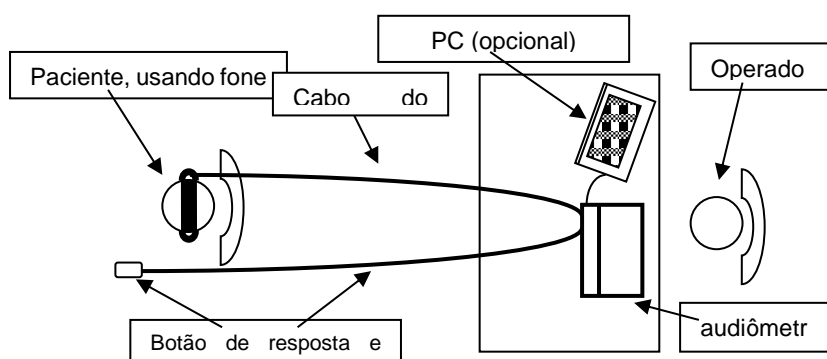 PC (opcional)
Paciente, usando fone
Cabo do
Operado
Botão de resposta e
audiômetr